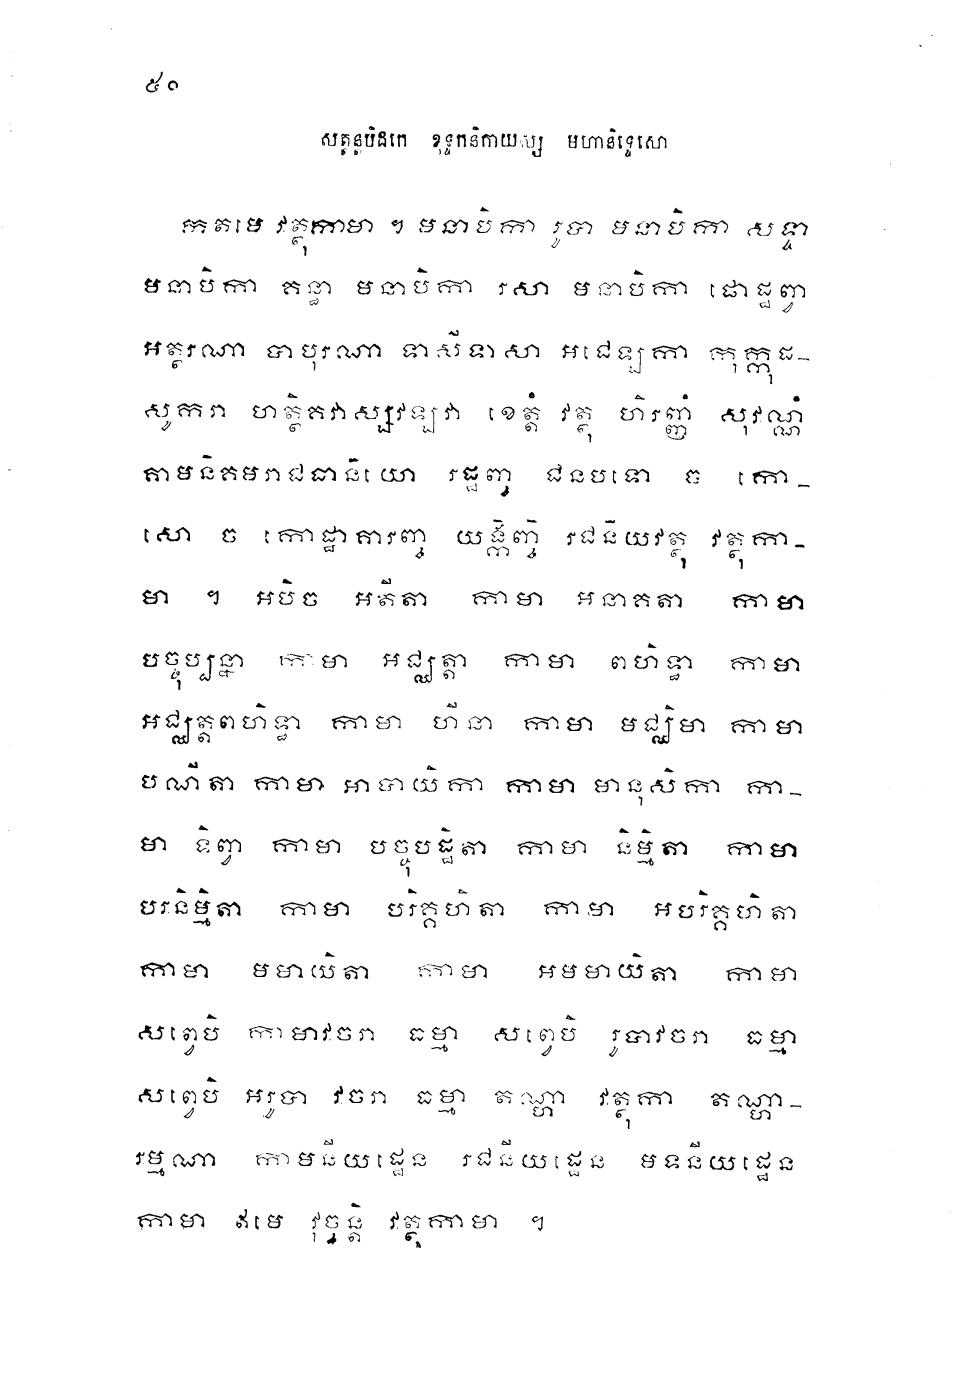 ៥០
សុត្តន្តបិដកេ ខុទ្ទកនិកាយស្ស មហានិទ្ទេសោ
កតមេ វត្ថុកាមា ។ មនាបិកា រូបា មនាបិកា សទ្ទា
មនាបិកា គន្ធា មនាបិកា រសា មនាបិកា ផោដ្ឋព្វា
អត្ថរណា បាបុរណា ទាសីទាសា អជេឡកា កុក្កុដ-
សូករា ហត្ថិគវាស្សវឡវា ខេត្តំ វត្ថុ ហិរញ្ញំ សុវណ្ណំ
គាមនិគមរាជធានិយោ រដ្ឋញ្ច ជនបទោ ច កោ-
សោ ច កោដ្ឋាគារញ្ច យង្កិញ្ចិ រជនីយវត្ថុ វត្ថុកា-
មា ។ អបិច អតីតា កាមា អនាគតា កាមា
បច្ចុប្បន្នា កាមា អជ្ឈត្តា កាមា ពហិទ្ធា កាមា
អជ្ឈត្តពហិទ្ធា កាមា ហីនា កាមា មជ្ឈិមា កាមា
បណីតា កាមា អាបាយិកា កាមា មានុសិកា កា-
មា ទិព្វា កាមា បច្ចុបដ្ឋិតា កាមា និម្មិតា កាមា
បរនិម្មិតា កាមា បរិគ្គហិតា កាមា អបរិគ្គហិតា
កាមា មមាយិតា កាមា អមមាយិតា កាមា
សព្វេបិ កាមាវចរា ធម្មា សព្វេបិ រូបាវចរា ធម្មា
សព្វេបិ អរូបាវចរា ធម្មា តណ្ហា វត្ថុកា តណ្ហា-
រម្មណា កាមនីយដ្ឋេន រជនីយដ្ឋេន មទនីយដ្ឋេន
កាមា ឥមេ វុច្ចន្តិ វត្ថុកាមា ។